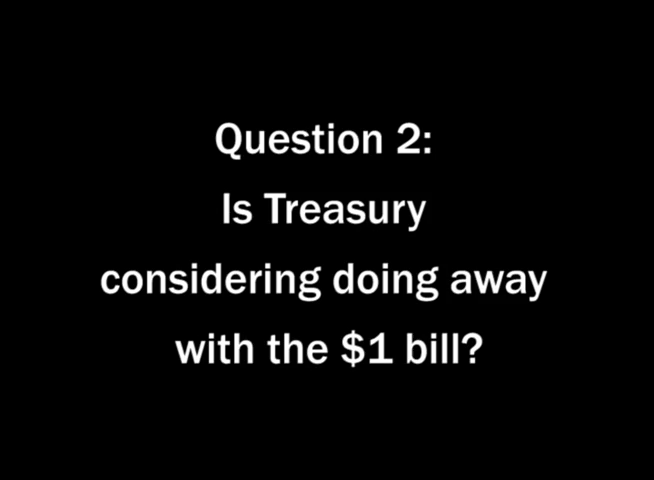 Question 2:
Is Treasury
considering doing away
with the $1 bill?